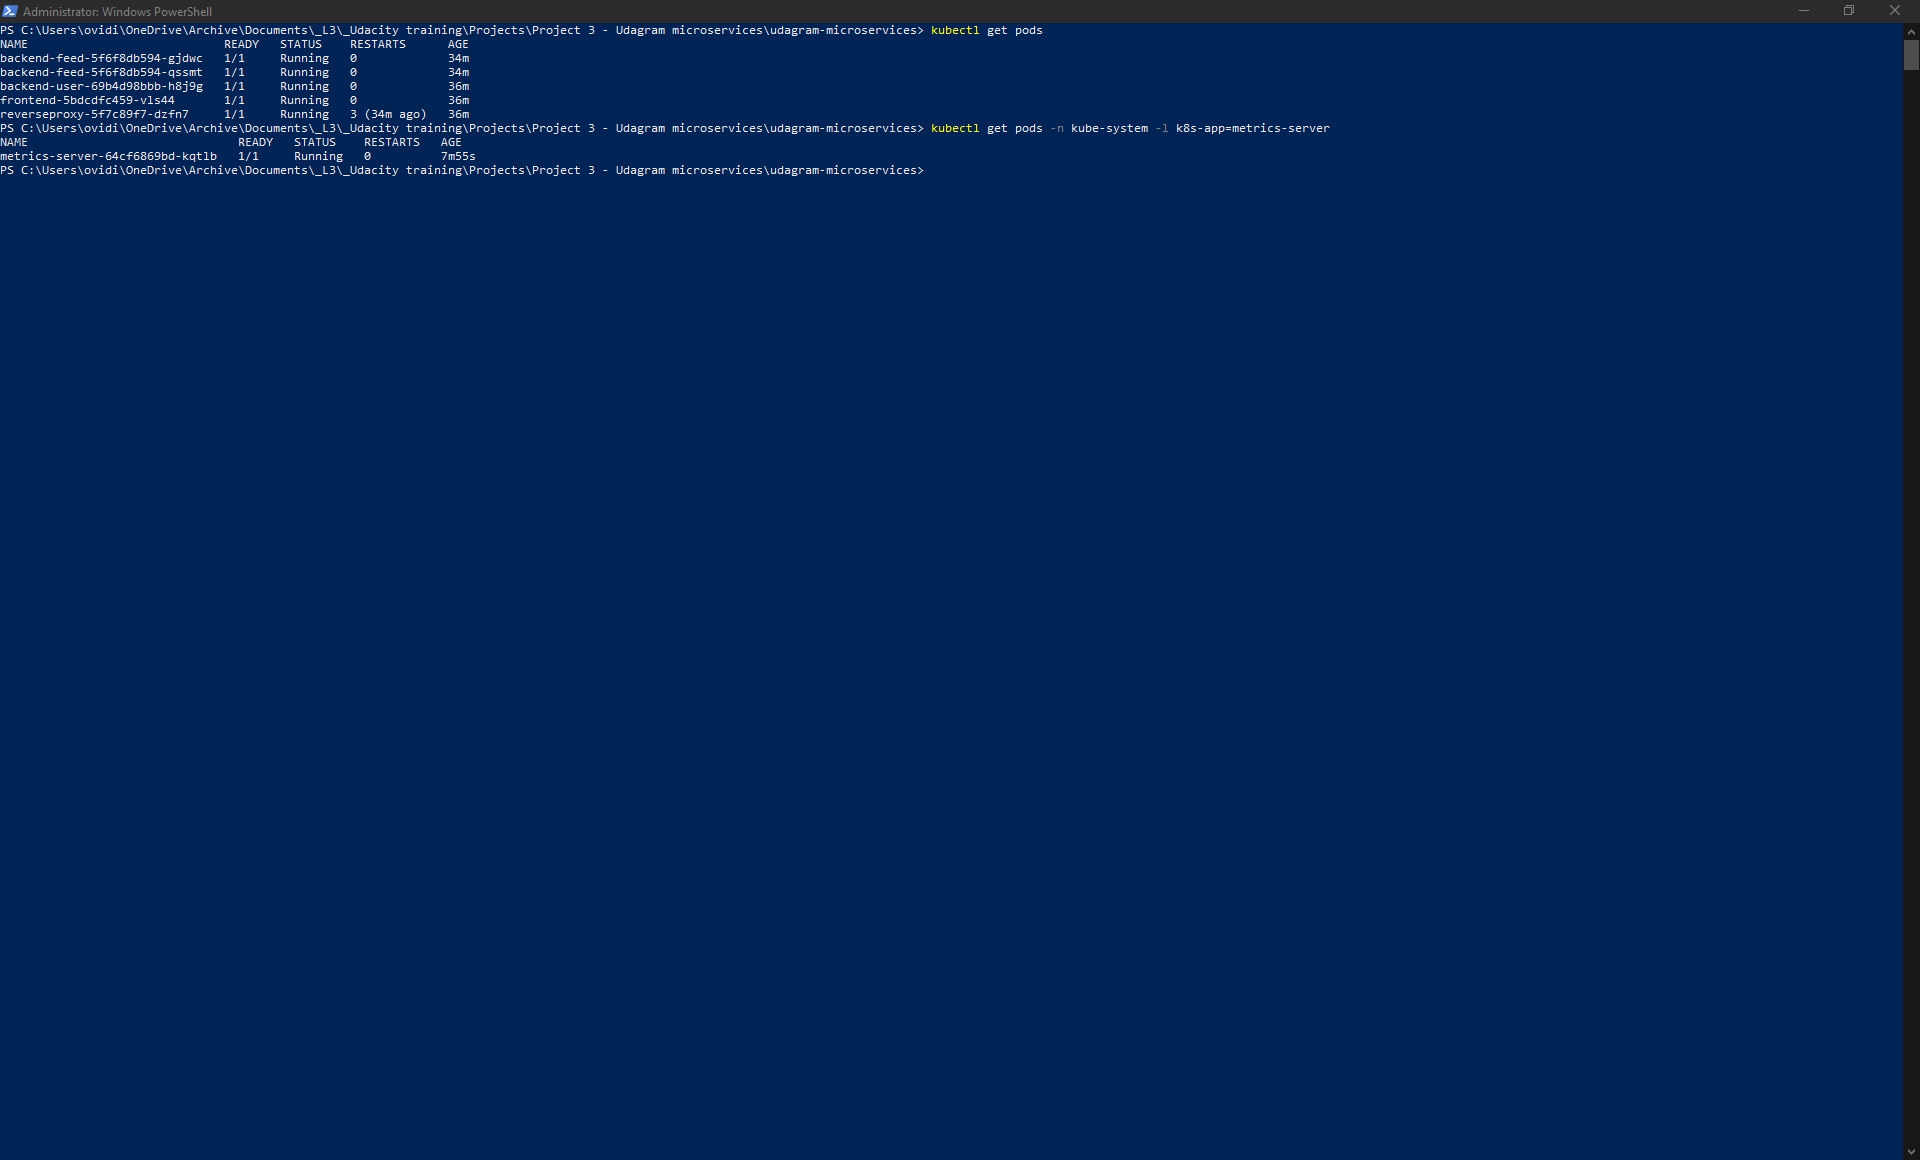 Administrator: Windows PowerShell
PS C:\Users\ovidi\OneDrive\Archive\Documents\_L3\_Udacity training\Projects\Project 3 - Udagram microservices\udagram-microservices> kubectl get pods
NAME                            READY   STATUS    RESTARTS      AGE
backend-feed-5f6f8db594-gjdwc   1/1     Running   0             34m
backend-feed-5f6f8db594-qssmt   1/1     Running   0             34m
backend-user-69b4d98bbb-h8j9g   1/1     Running   0             36m
frontend-5bdcdfc459-vls44       1/1     Running   0             36m
reverseproxy-5f7c89f7-dzfn7     1/1     Running   3 (34m ago)   36m
PS C:\Users\ovidi\OneDrive\Archive\Documents\_L3\_Udacity training\Projects\Project 3 - Udagram microservices\udagram-microservices> kubectl get pods -n kube-system -l k8s-app=metrics-server
NAME                              READY   STATUS    RESTARTS   AGE
metrics-server-64cf6869bd-kqtlb   1/1     Running   0          7m55s
PS C:\Users\ovidi\OneDrive\Archive\Documents\_L3\_Udacity training\Projects\Project 3 - Udagram microservices\udagram-microservices>